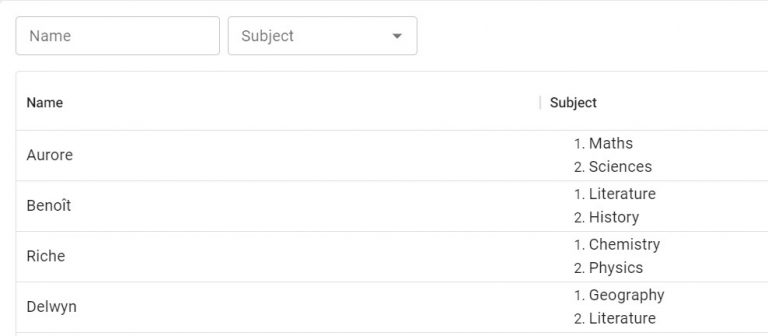 Name Subject
Name Subject
Aurore
1. Maths
2. Sciences
Benoît
1. Literature
2. History
Riche
1. Chemistry
2. Physics
Delwyn
1. Geography
2. Literature